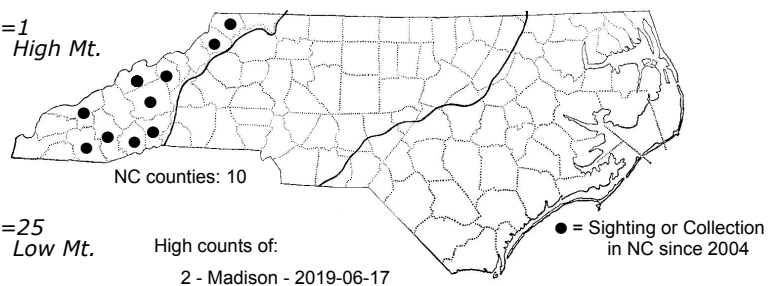 =1
High Mt.
NC counties: 10
=25
Low Mt.
High counts of:
2 - Madison - 2019-06-17
● = Sighting or Collection
in NC since 2004